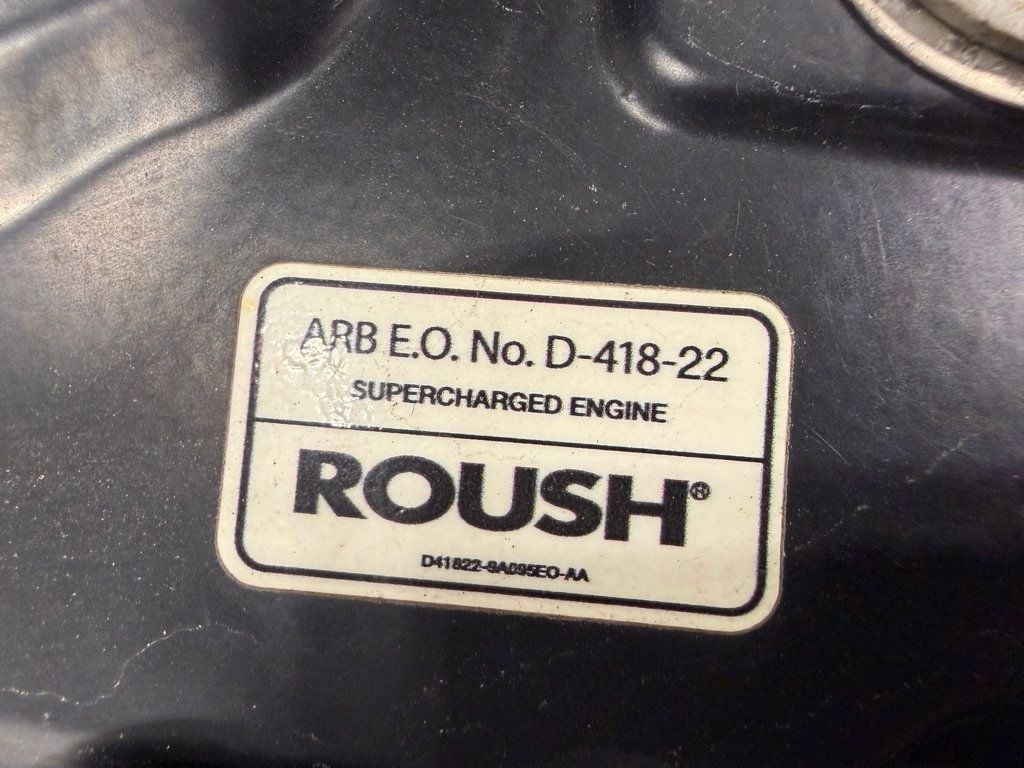 ARB E.O. No. D-418-22
SUPERCHARGED ENGINE
ROUSH®